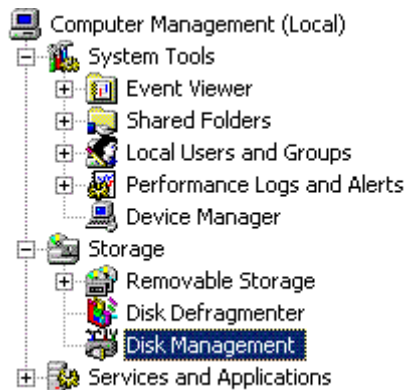 Computer Management (Local)
System Tools
Event Viewer
Shared Folders
Local Users and Groups
Performance Logs and Alerts
Device Manager
Storage
Removable Storage
Disk Defragmenter
Disk Management
Services and Applications